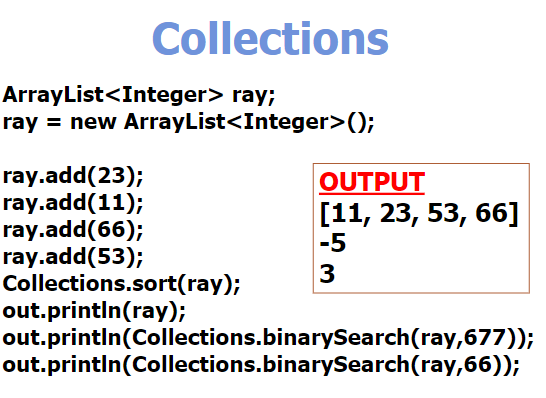 Collections
ArrayList<Integer> ray;
ray = new ArrayList<Integer>();
ray.add(23);
ray.add(11);
ray.add(66);
ray.add(53);
Collections.sort(ray);
out.println(ray);
out.println(Collections.binarySearch(ray,677));
out.println(Collections.binarySearch(ray,66));
OUTPUT
[11, 23, 53, 66]
-5
3